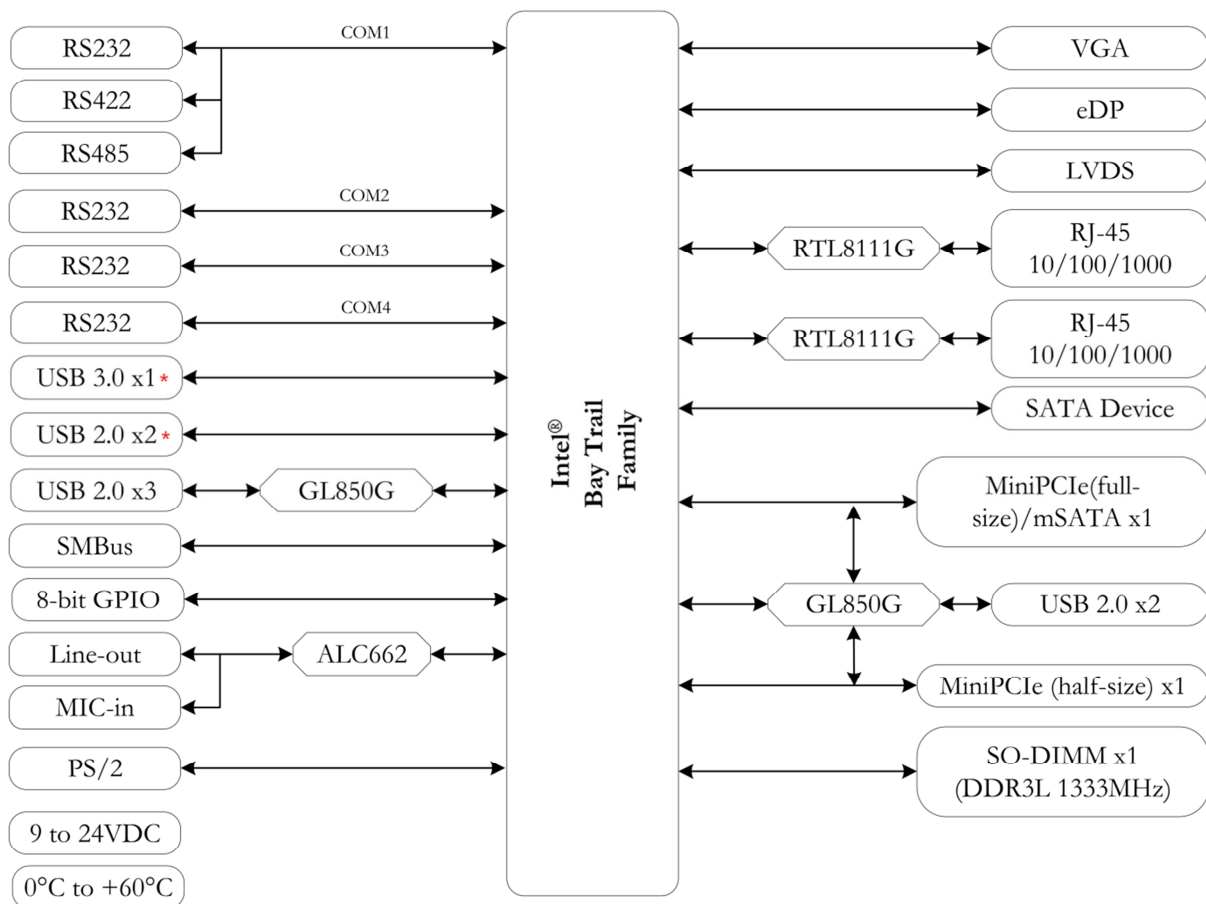 RS232
COM1
RS422
RS485
RS232
COM2
RS232
COM3
RS232
COM4
USB 3.0 x1*
USB 2.0 x2*
USB 2.0 x3
GL850G
SMBus
8-bit GPIO
Line-out
ALC662
MIC-in
PS/2
9 to 24VDC
0°C to +60°C
Intel®
Bay Trail
Family
VGA
eDP
LVDS
RTL8111G
RJ-45
10/100/1000
RTL8111G
RJ-45
10/100/1000
SATA Device
MiniPCIe(full-
size)/mSATA x1
GL850G
USB 2.0 x2
MiniPCIe (half-size) x1
SO-DIMM x1
(DDR3L 1333MHz)